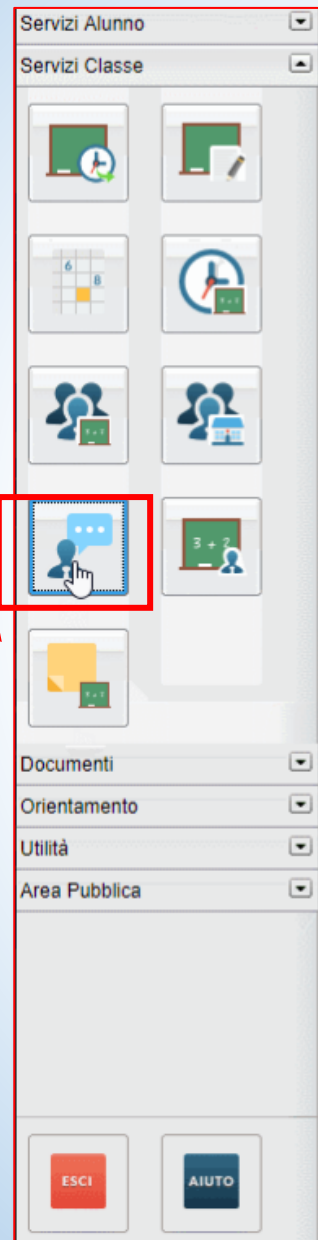 Servizi Alunno
Servizi Classe
6
8
3 + 2
Documenti
Orientamento
Utilità
Area Pubblica
ESCI
AIUTO